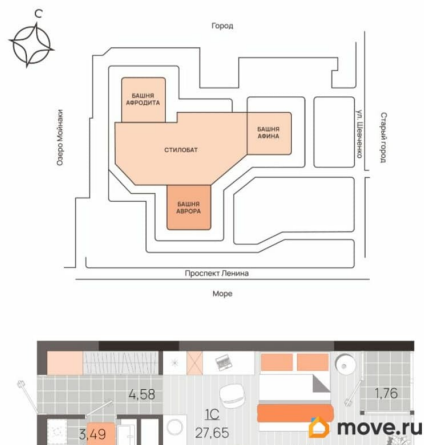 С
Город
Озеро Мойнаки
БАШНЯ
АФРОДИТА
СТИЛОБАТ
БАШНЯ
АФИНА
БАШНЯ
АВРОРА
ул. Шевченко
Старый город
Проспект Ленина
Море
4,58
1С
27,65
1,76
3,49
move.ru